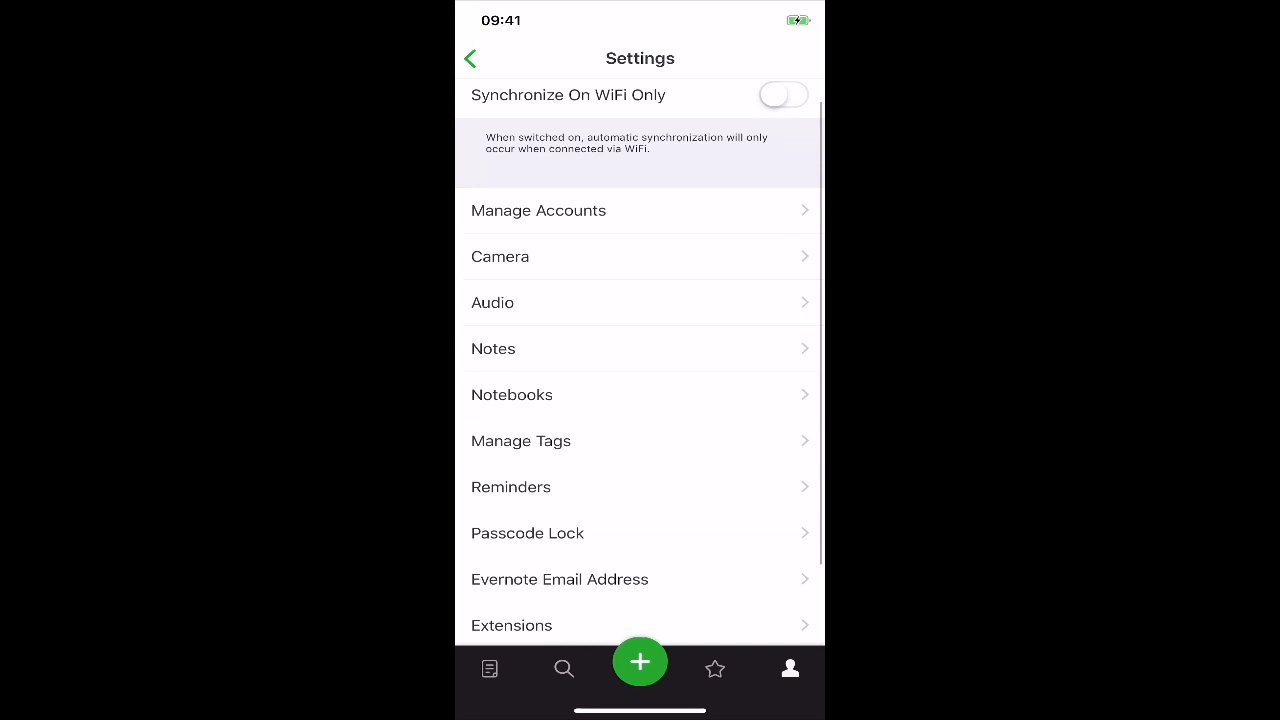 09:41
Settings
Synchronize On WiFi Only
When switched on, automatic synchronization will only
occur when connected via WiFi.
Manage Accounts
Camera
Audio
Notes
Notebooks
Manage Tags
Reminders
Passcode Lock
Evernote Email Address
Extensions